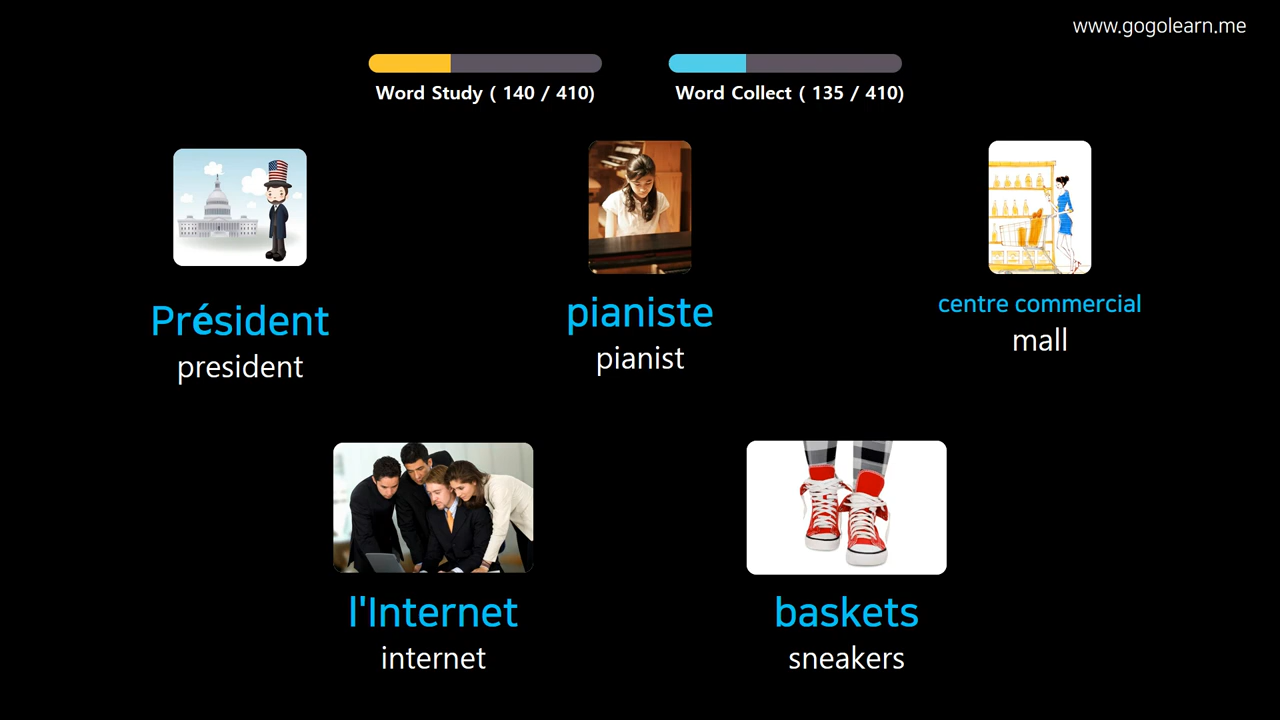 www.gogolearn.me
Word Study ( 140 / 410)
Word Collect ( 135 / 410)
Président
president
pianiste
pianist
centre commercial
mall
l'Internet
internet
baskets
sneakers